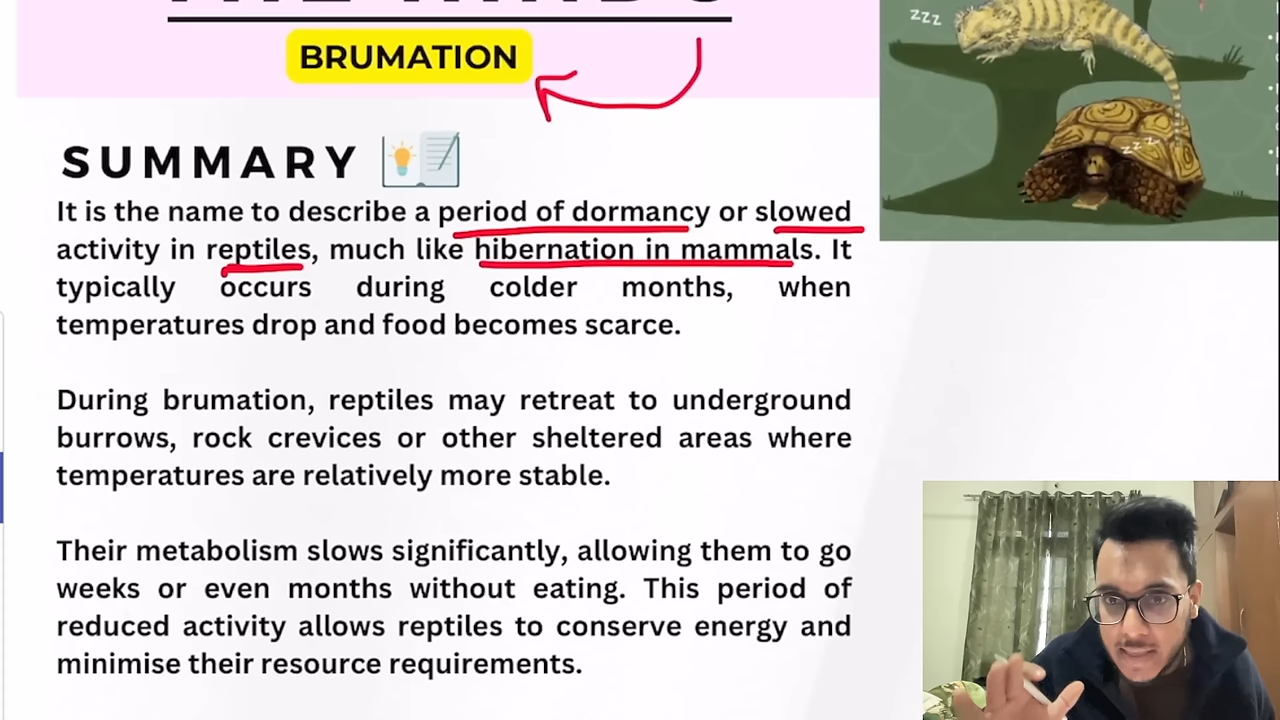 BRUMATION
zzz
SUMMARY
zzz
It is the name to describe a period of dormancy or slowed
activity in reptiles, much like hibernation in mammals. It
typically occurs during colder months, when
temperatures drop and food becomes scarce.
During brumation, reptiles may retreat to underground
burrows, rock crevices or other sheltered areas where
temperatures are relatively more stable.
Their metabolism slows significantly, allowing them to go
weeks or even months without eating. This period of
reduced activity allows reptiles to conserve energy and
minimise their resource requirements.